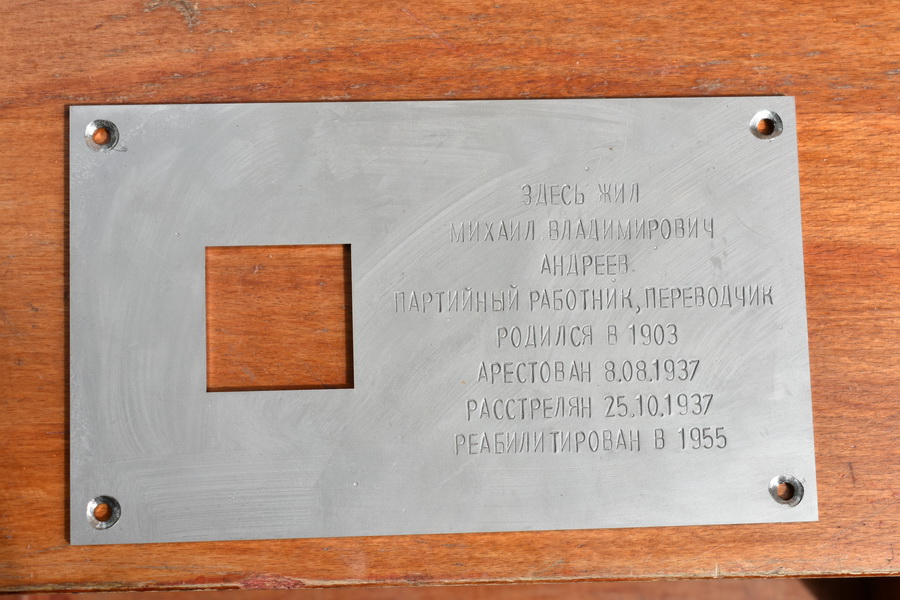 ЗДЕСЬ ЖИЛ
МИХАИЛ ВЛАДИМИРОВИЧ
АНДРЕЕВ
ПАРТИЙНЫЙ РАБОТНИК, ПЕРЕВОДЧИК
РОДИЛСЯ В 1903
АРЕСТОВАН 8.08.1937
РАССТРЕЛЯН 25.10.1937
РЕАБИЛИТИРОВАН В 1955